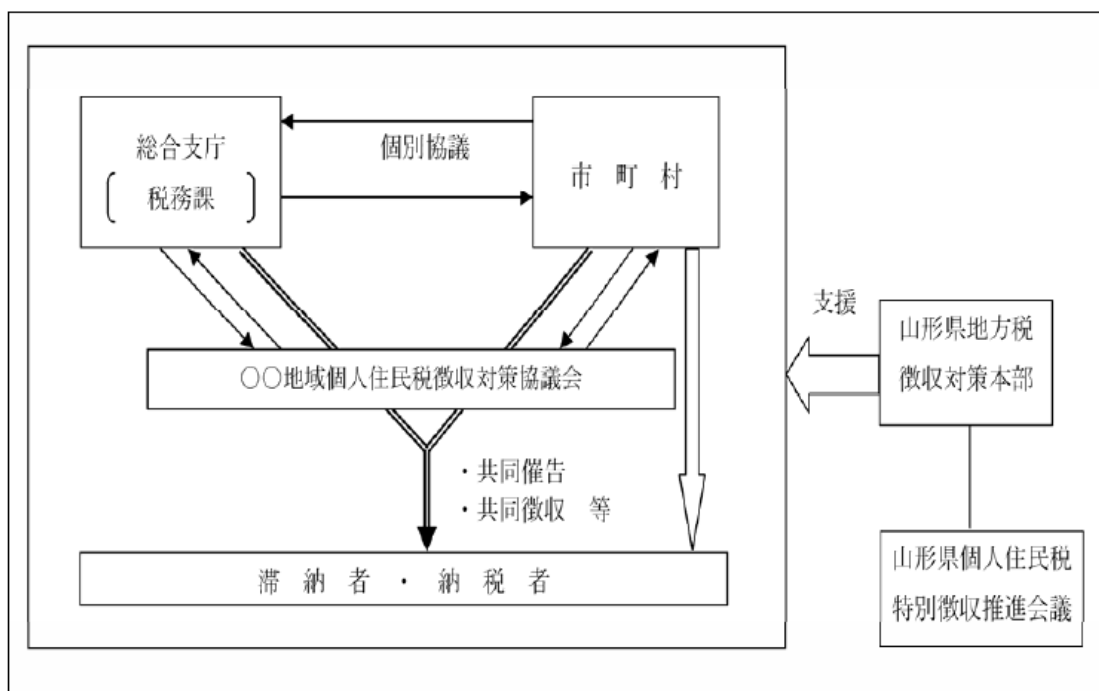 総合支庁
税務課
個別協議
市 町 村
〇〇地域個人住民税徴収対策協議会
・共同催告
・共同徴収 等
滞 納 者 ・ 納 税 者
支援
山形県地方税
徴収対策本部
山形県個人住民税
特別徴収推進会議